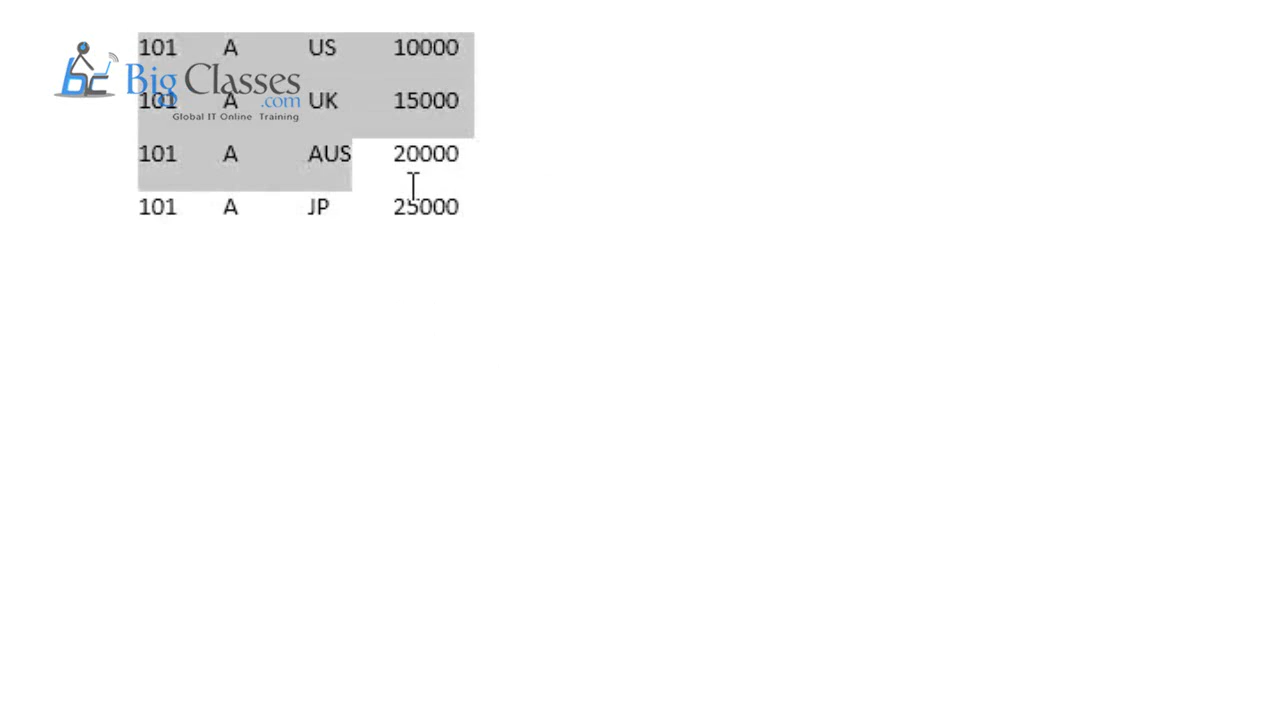 101 A US 10000
Big Classes
101 A .com UK 15000
Global IT Online Training
101 A AUS 20000
101 A JP 25000